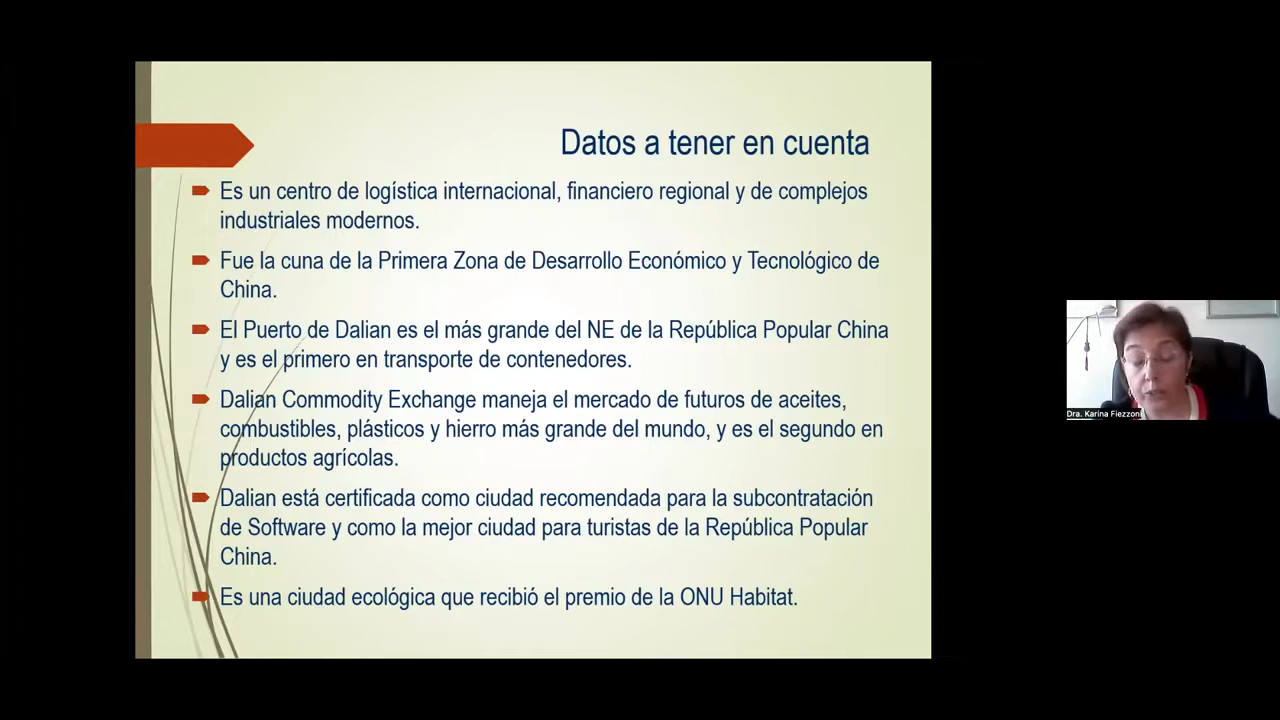 Datos a tener en cuenta
Es un centro de logística internacional, financiero regional y de complejos
industriales modernos.
Fue la cuna de la Primera Zona de Desarrollo Económico y Tecnológico de
China.
El Puerto de Dalian es el más grande del NE de la República Popular China
y es el primero en transporte de contenedores.
Dalian Commodity Exchange maneja el mercado de futuros de aceites,
combustibles, plásticos y hierro más grande del mundo, y es el segundo en
productos agrícolas.
Dalian está certificada como ciudad recomendada para la subcontratación
de Software y como la mejor ciudad para turistas de la República Popular
China.
Es una ciudad ecológica que recibió el premio de la ONU Habitat.
Dra. Karina Fiezzoni